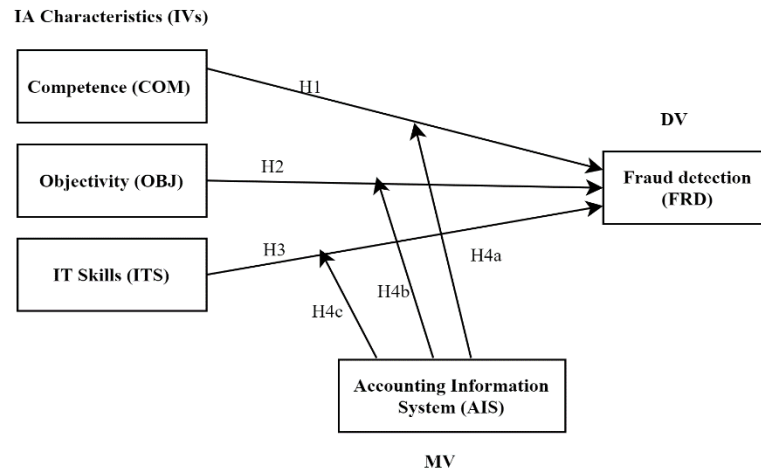 IA Characteristics (IVs)
Competence (COM)
H1
DV
Objectivity (OBJ)
H2
Fraud detection
(FRD)
H3
IT Skills (ITS)
H4a
H4b
H4c
Accounting Information
System (AIS)
MV